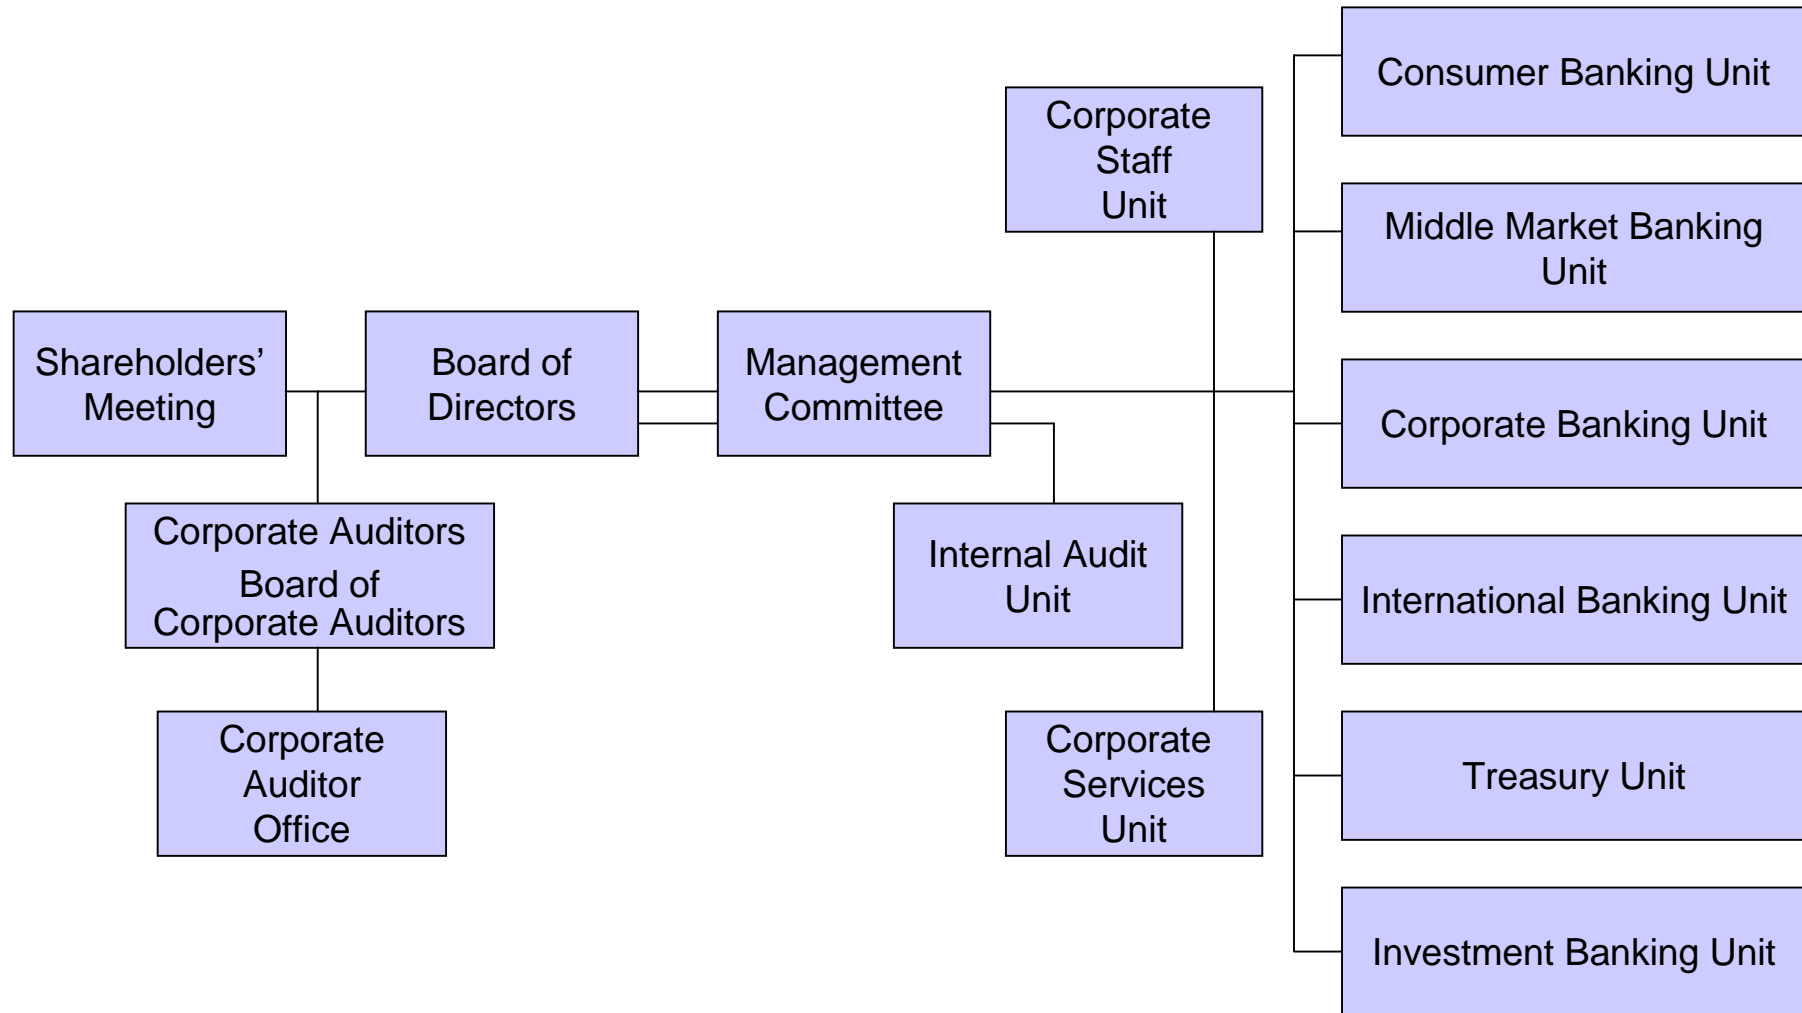 Shareholders’
Meeting
Board of
Directors
Management
Committee
Corporate Auditors
Board of
Corporate Auditors
Corporate
Auditor
Office
Internal Audit
Unit
Corporate
Staff
Unit
Corporate
Services
Unit
Consumer Banking Unit
Middle Market Banking
Unit
Corporate Banking Unit
International Banking Unit
Treasury Unit
Investment Banking Unit